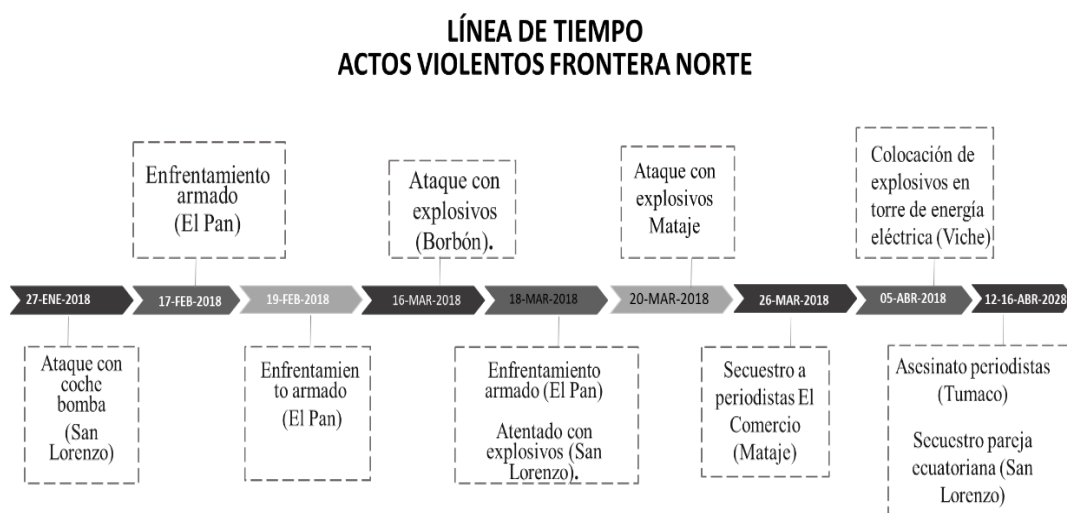 LÍNEA DE TIEMPO
ACTOS VIOLENTOS FRONTERA NORTE
Enfrentamiento
armado
(El Pan)
Ataque con
explosivos
(Borbón).
Ataque con
explosivos
Mataje
Colocación de
explosivos en
torre de energía
eléctrica (Viche)
27-ENE-2018
17-FEB-2018
19-FEB-2018
16-MAR-2018
18-MAR-2018
20-MAR-2018
26-MAR-2018
05-ABR-2018
12-16-ABR-2028
Ataque con
coche
bomba
(San
Lorenzo)
Enfrentamien
to armado
(El Pan)
Enfrentamiento
armado (El Pan)
Atentado con
explosivos (San
Lorenzo).
Secuestro a
periodistas El
Comercio
(Mataje)
Asesinato periodistas
(Tumaco)
Secuestro pareja
ecuatoriana (San
Lorenzo)